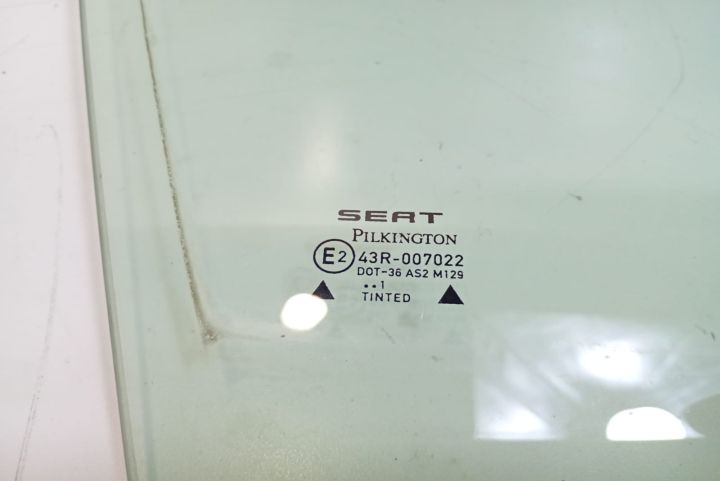 SEAT
PILKINGTON
E2 43R-007022
DOT-36 AS2 M129
..1
TINTED